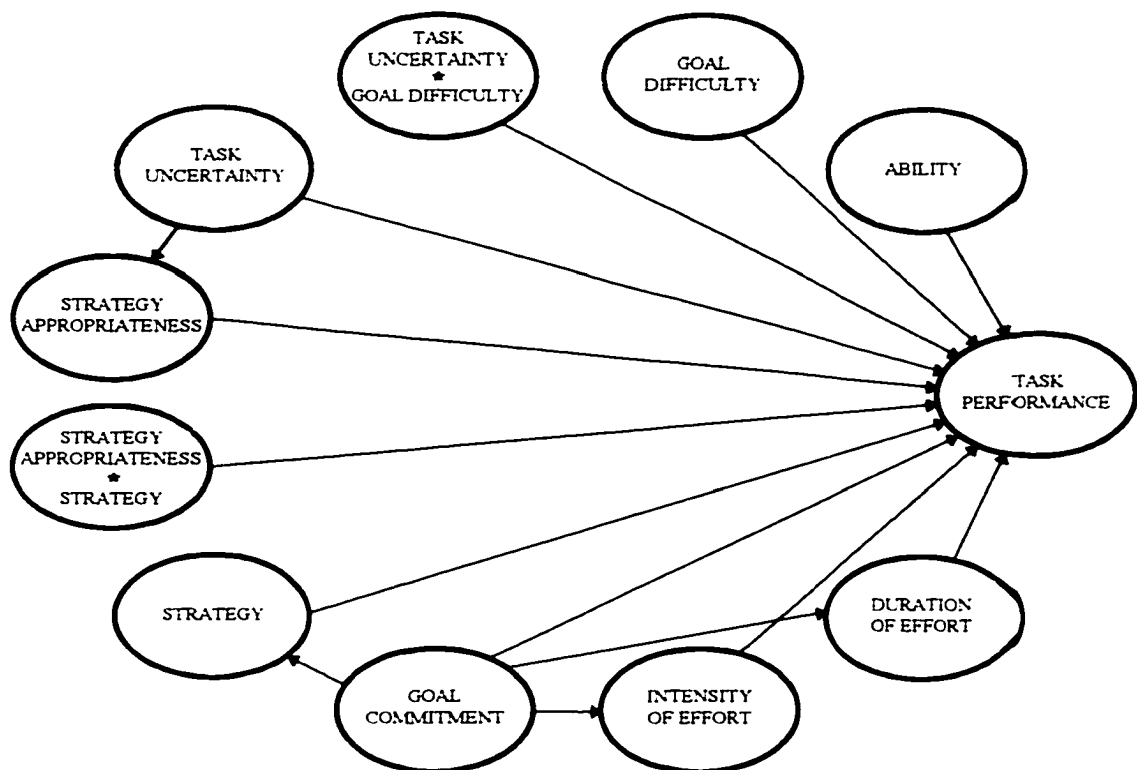 TASK
UNCERTAINTY
*
GOAL DIFFICULTY
GOAL
DIFFICULTY
TASK
UNCERTAINTY
ABILITY
STRATEGY
APPROPRIATENESS
TASK
PERFORMANCE
STRATEGY
APPROPRIATENESS
*
STRATEGY
STRATEGY
DURATION
OF EFFORT
GOAL
COMMITMENT
INTENSITY
OF EFFORT